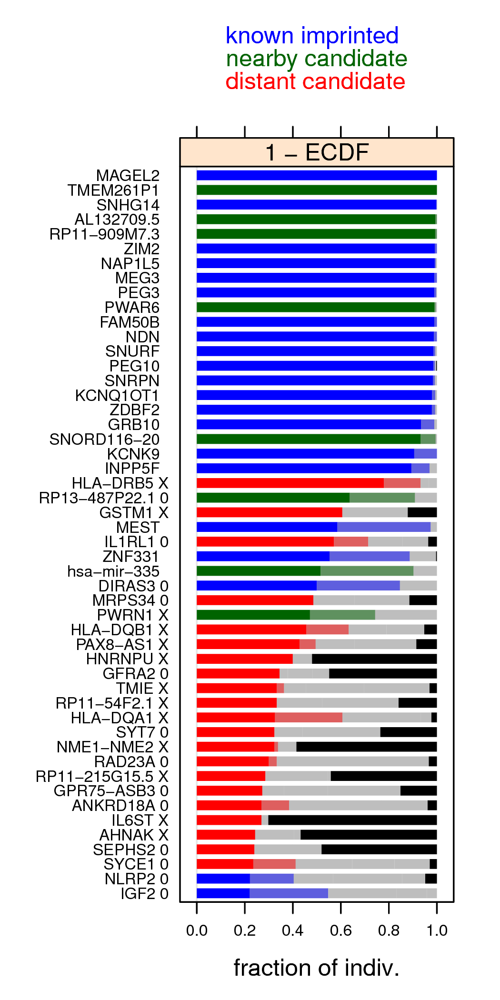 known imprinted
nearby candidate
distant candidate
1 − ECDF
MAGEL2
TMEM261P1
SNHG14
AL132709.5
RP11−909M7.3
ZIM2
NAP1L5
MEG3
PEG3
PWAR6
FAM50B
NDN
SNURF
PEG10
SNRPN
KCNQ1OT1
ZDBF2
GRB10
SNORD116−20
KCNK9
INPP5F
HLA−DRB5 X
RP13−487P22.1 0
GSTM1 X
MEST
IL1RL1 0
ZNF331
hsa−mir−335
DIRAS3 0
MRPS34 0
PWRN1 X
HLA−DQB1 X
PAX8−AS1 X
HNRNPU X
GFRA2 0
TMIE X
RP11−54F2.1 X
HLA−DQA1 X
SYT7 0
NME1−NME2 X
RAD23A 0
RP11−215G15.5 X
GPR75−ASB3 0
ANKRD18A 0
IL6ST X
AHNAK X
SEPHS2 0
SYCE1 0
NLRP2 0
IGF2 0
0.0 0.2 0.4 0.6 0.8 1.0
fraction of indiv.